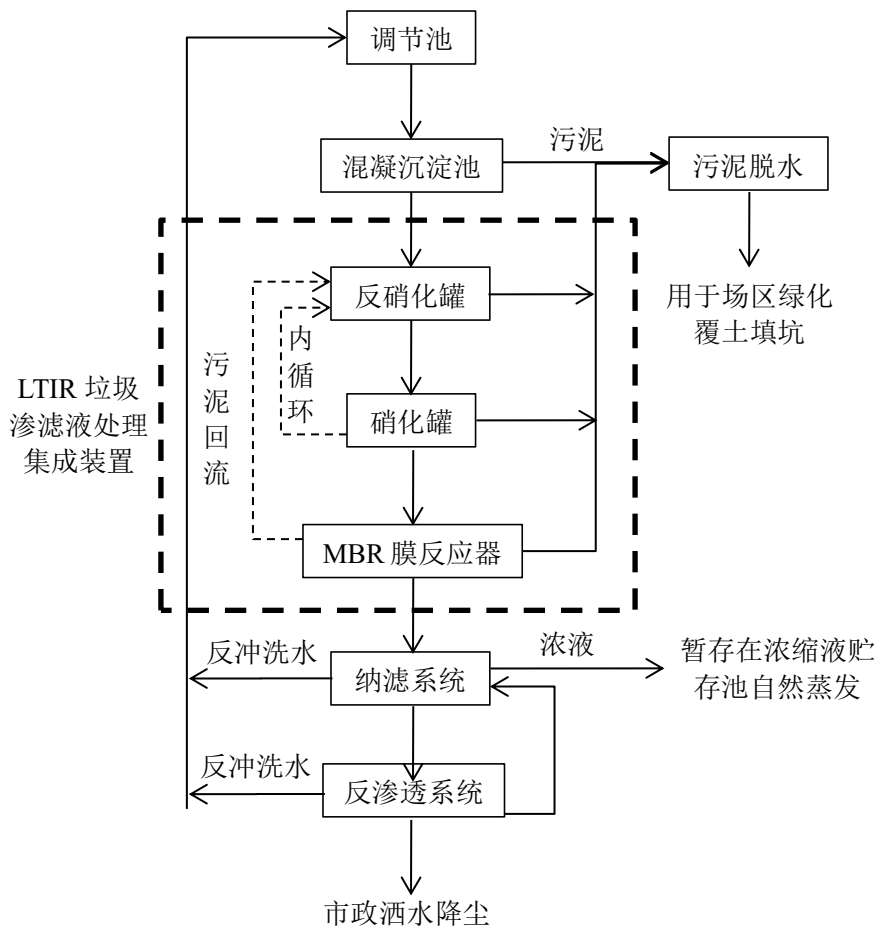 调节池
污泥
混凝沉淀池
污泥脱水
反硝化罐
用于场区绿化
覆土填坑
内
循
环
污
泥
回
流
LTIR 垃圾
渗滤液处理
集成装置
硝化罐
MBR 膜反应器
反冲洗水
浓液
纳滤系统
暂存在浓缩液贮
存池自然蒸发
反冲洗水
反渗透系统
市政洒水降尘